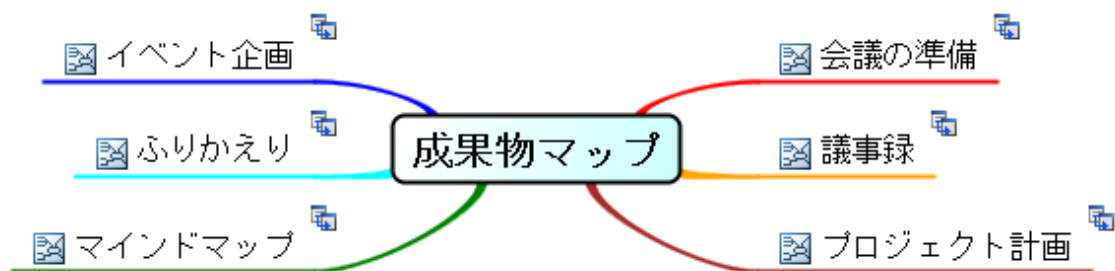 イベント企画
会議の準備
ふりかえり
成果物マップ
議事録
マインドマップ
プロジェクト計画